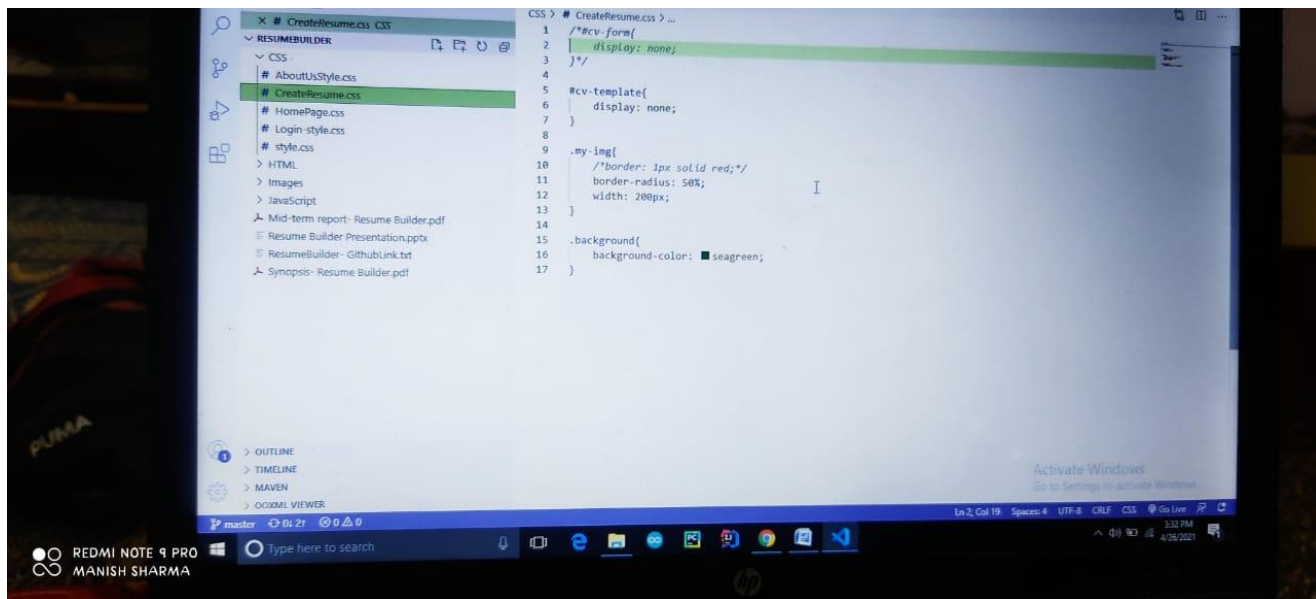 CreateResume.css CSS
RESUMEBUILDER
CSS
# AboutUsStyle.css
# CreateResume.css
# HomePage.css
# Login-style.css
# style.css
> HTML
> Images
> JavaScript
Mid-term report- Resume Builder.pdf
Resume Builder Presentation.pptx
ResumeBuilder- GithubLink.txt
Synopsis- Resume Builder.pdf
> OUTLINE
> TIMELINE
> MAVEN
> OOXML VIEWER
CSS > # CreateResume.css > ...
1 /*#cv-form{
2 display: none;
3 }*/
4
5 #cv-template{
6 display: none;
7 }
8
9 .my-img{
10 /*border: 1px solid red;*/
11 border-radius: 50%;
12 width: 200px;
13 }
14
15 .background{
16 background-color: seagreen;
17 }
Activate Windows
Go to Settings to activate Windows.
master 0↓ 2↑ 0 0
Ln 2, Col 19 Spaces: 4 UTF-8 CRLF CSS Go Live
Type here to search
3:32 PM
4/26/2021
PUMA
hp
REDMI NOTE 9 PRO
MANISH SHARMA